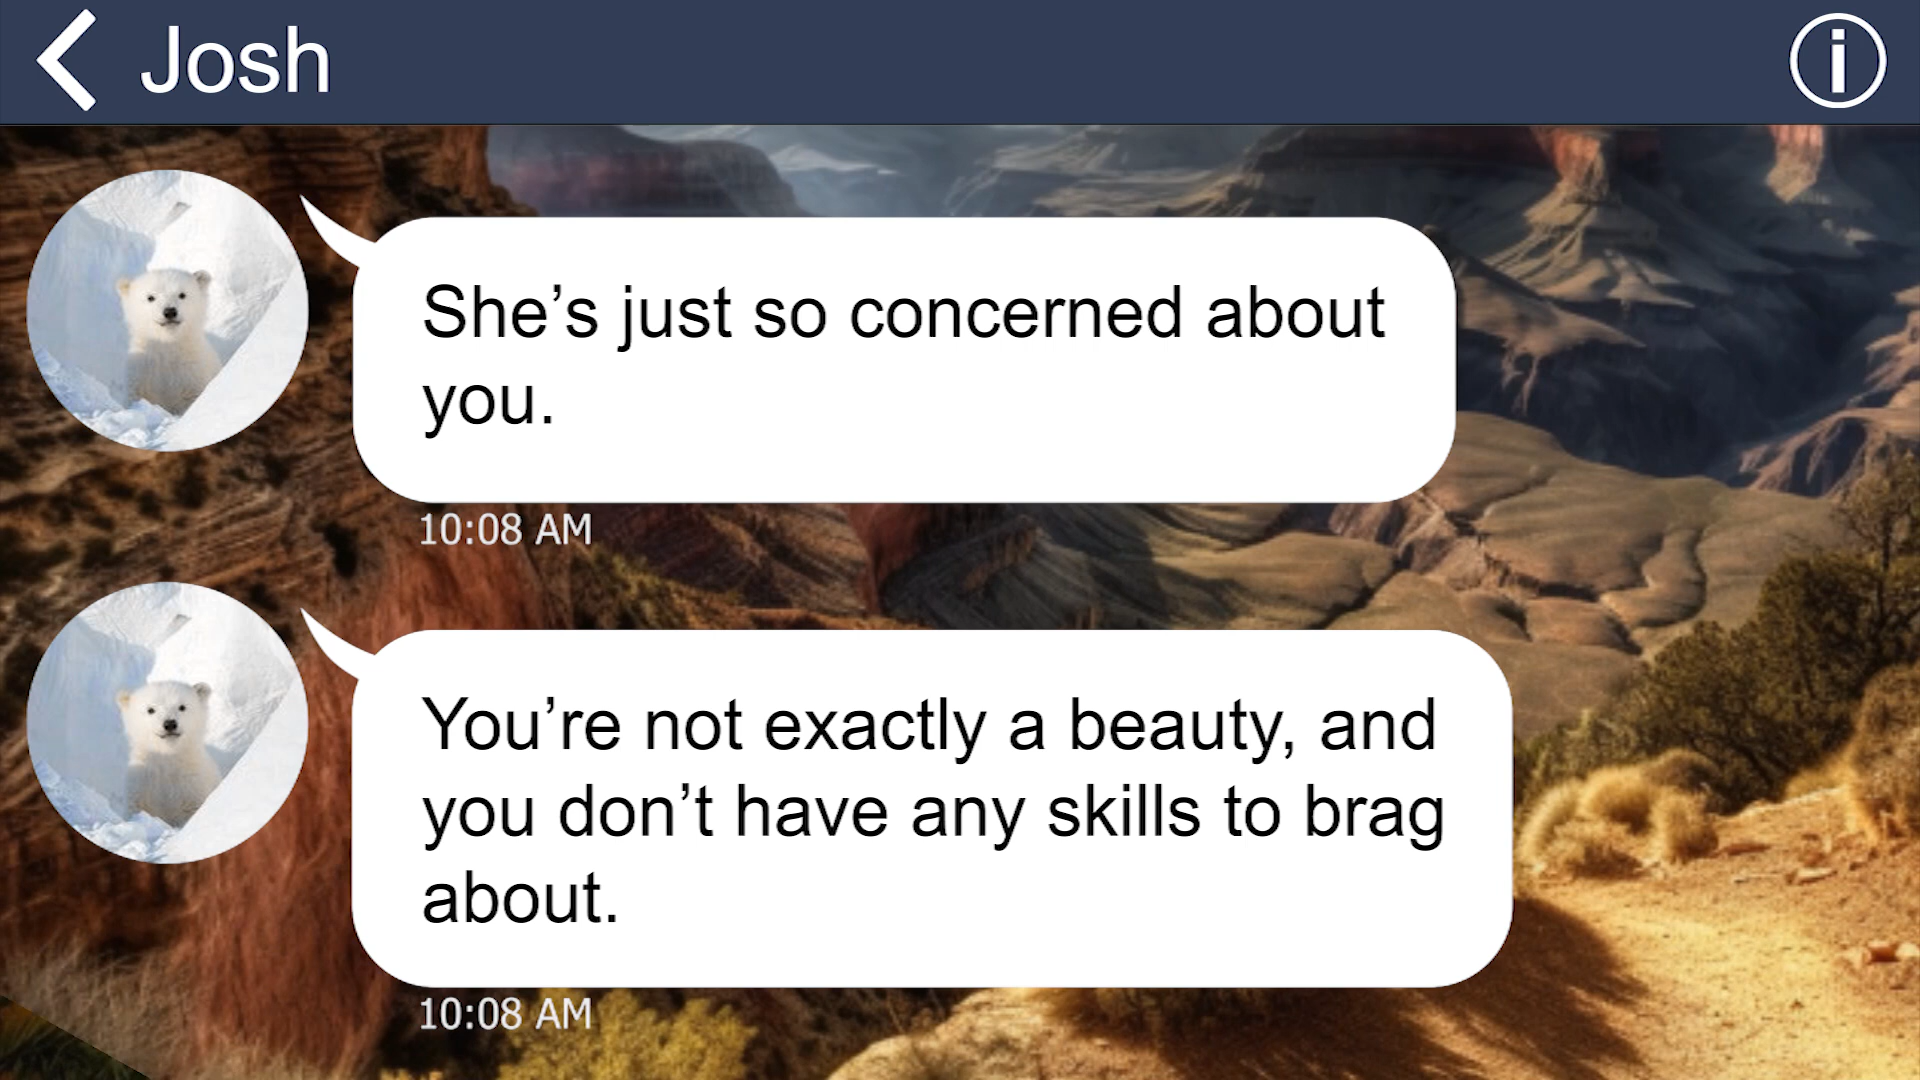 Josh
She’s just so concerned about
you.
10:08 AM
You’re not exactly a beauty, and
you don’t have any skills to brag
about.
10:08 AM